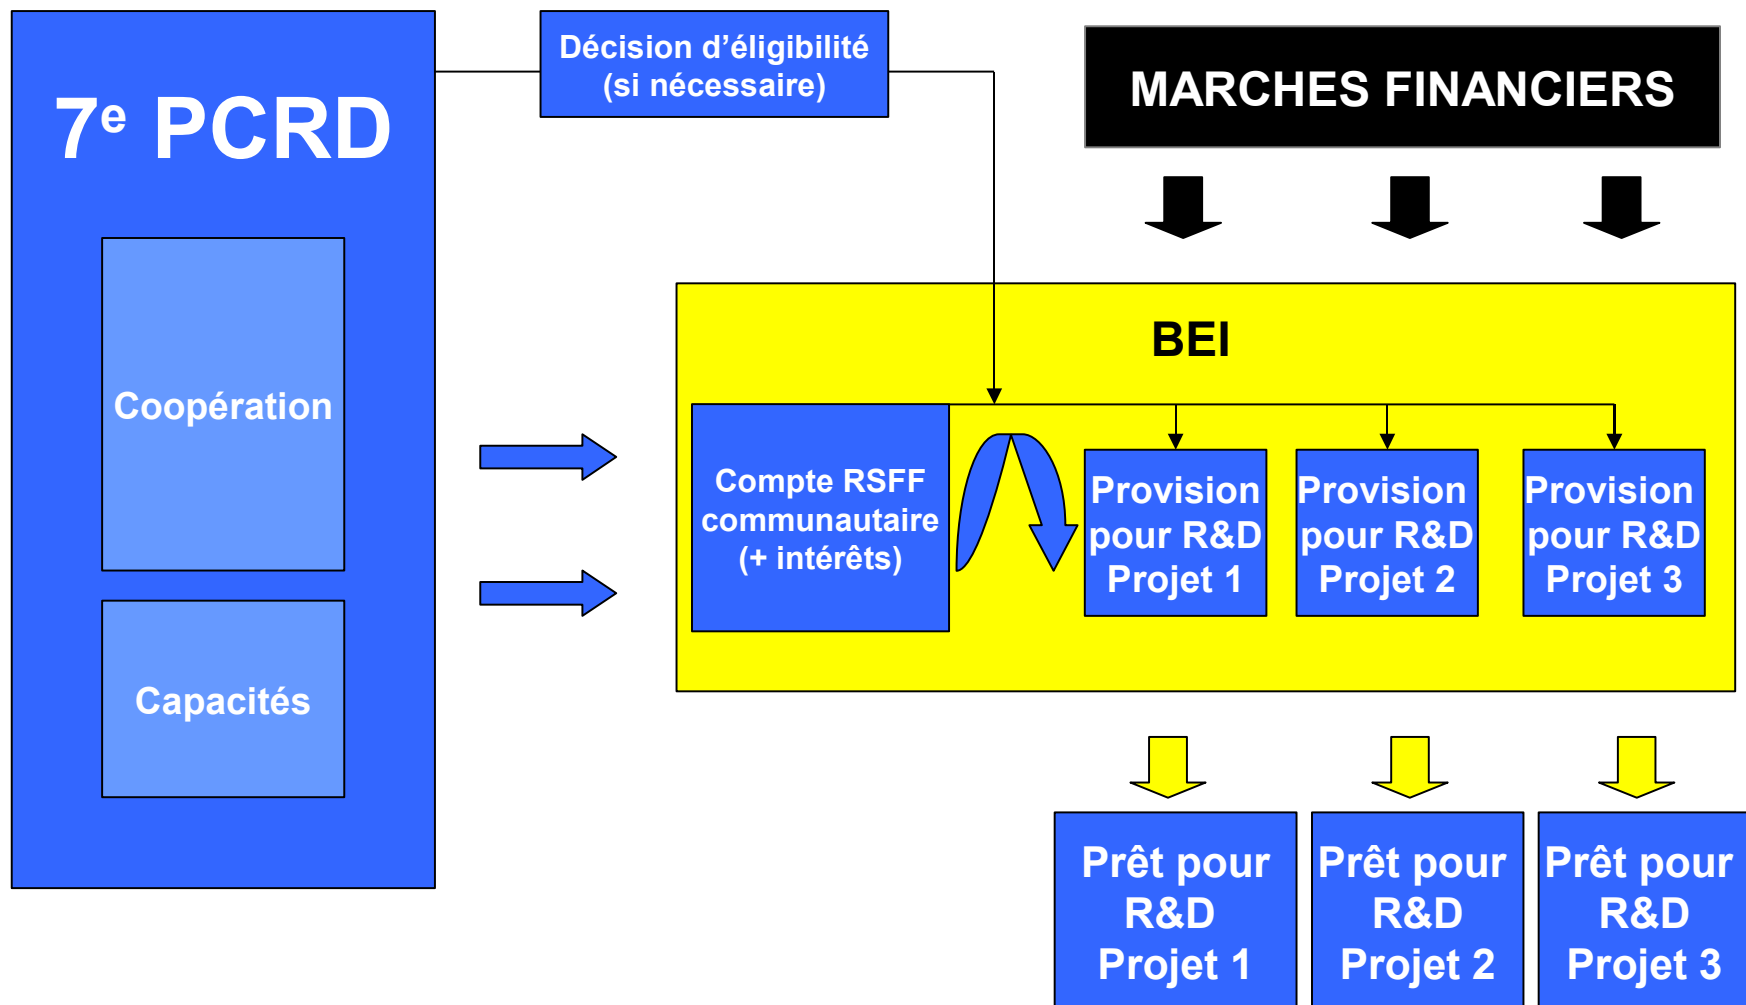 7e PCRD
Coopération
Capacités
Décision d’éligibilité
(si nécessaire)
MARCHES FINANCIERS
BEI
Compte RSFF
communautaire
(+ intérêts)
Provision
pour R&D
Projet 1
Provision
pour R&D
Projet 2
Provision
pour R&D
Projet 3
Prêt pour
R&D
Projet 1
Prêt pour
R&D
Projet 2
Prêt pour
R&D
Projet 3